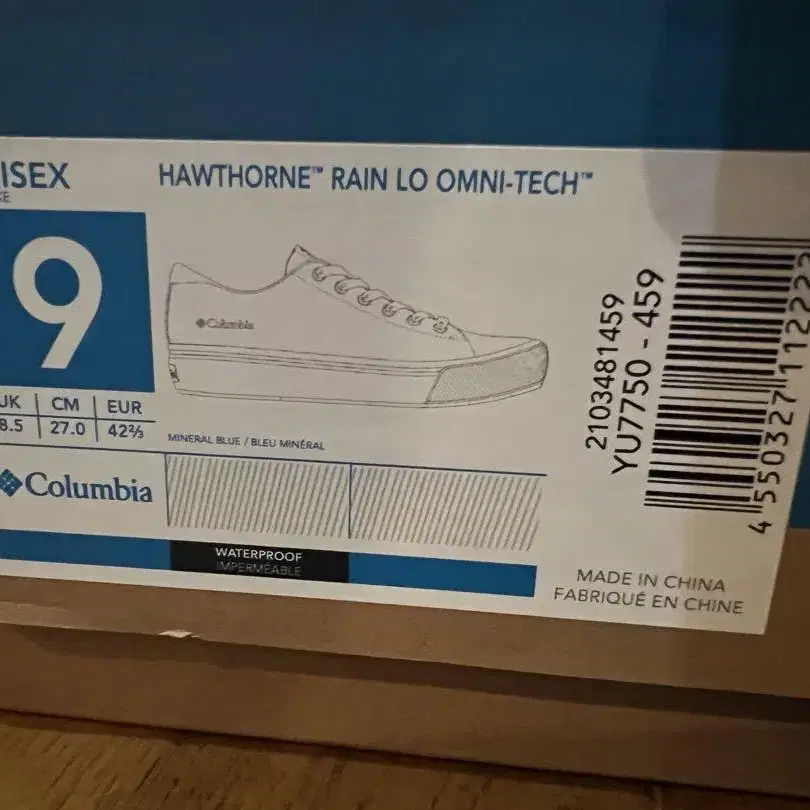 ISEX
HAWTHORNE™ RAIN LO OMNI-TECH™
9
Columbia
UK CM EUR
8.5 27.0 42⅔
MINERAL BLUE / BLEU MINÉRAL
Columbia
WATERPROOF
IMPERMÉABLE
2103481459
YU7750 - 459
4 550327 112222
MADE IN CHINA
FABRIQUÉ EN CHINE